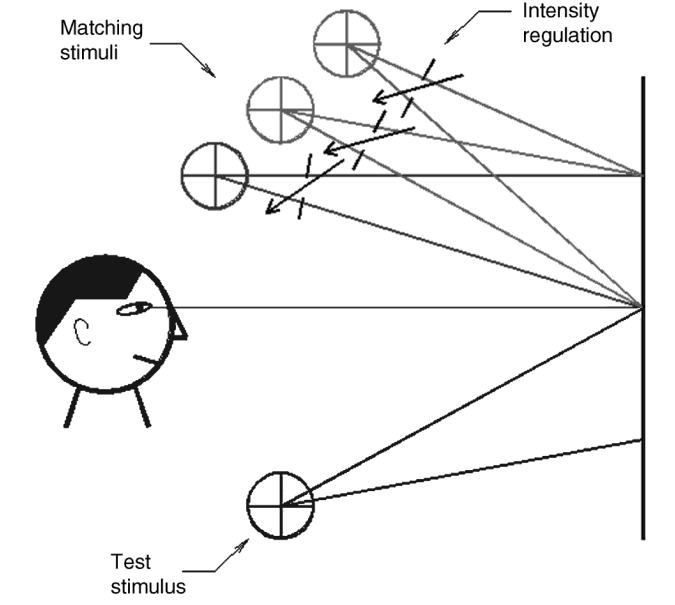 Matching
stimuli
Intensity
regulation
Test
stimulus